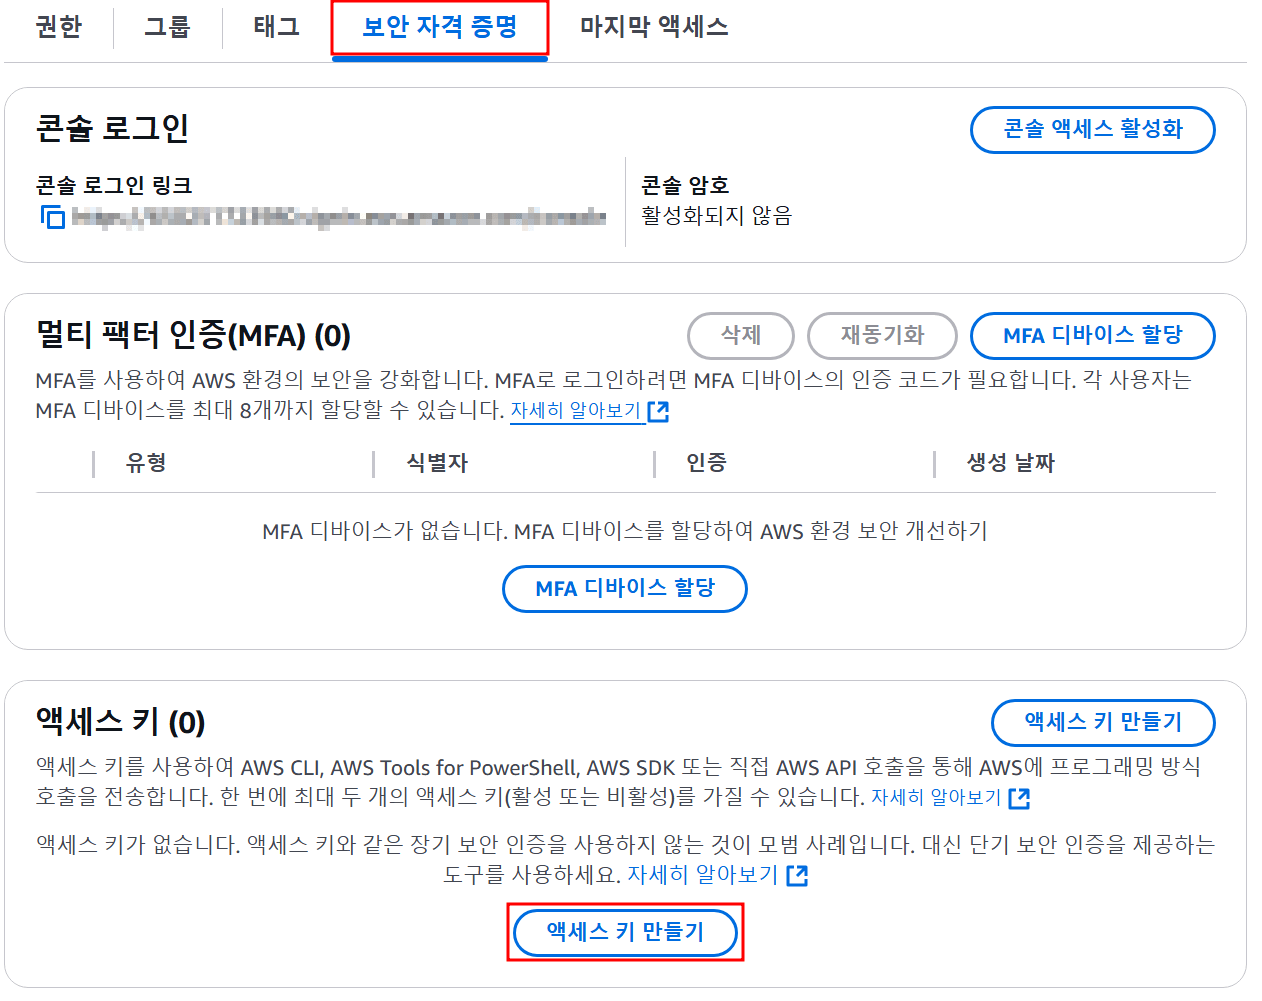 권한
그룹
태그
보안 자격 증명
마지막 액세스
콘솔 로그인
콘솔 액세스 활성화
콘솔 로그인 링크
콘솔 암호
활성화되지 않음
멀티 팩터 인증(MFA) (0)
삭제
재동기화
MFA 디바이스 할당
MFA를 사용하여 AWS 환경의 보안을 강화합니다. MFA로 로그인하려면 MFA 디바이스의 인증 코드가 필요합니다. 각 사용자는
MFA 디바이스를 최대 8개까지 할당할 수 있습니다. 자세히 알아보기
유형
식별자
인증
생성 날짜
MFA 디바이스가 없습니다. MFA 디바이스를 할당하여 AWS 환경 보안 개선하기
MFA 디바이스 할당
액세스 키 (0)
액세스 키 만들기
액세스 키를 사용하여 AWS CLI, AWS Tools for PowerShell, AWS SDK 또는 직접 AWS API 호출을 통해 AWS에 프로그래밍 방식
호출을 전송합니다. 한 번에 최대 두 개의 액세스 키(활성 또는 비활성)를 가질 수 있습니다. 자세히 알아보기
액세스 키가 없습니다. 액세스 키와 같은 장기 보안 인증을 사용하지 않는 것이 모범 사례입니다. 대신 단기 보안 인증을 제공하는
도구를 사용하세요. 자세히 알아보기
액세스 키 만들기